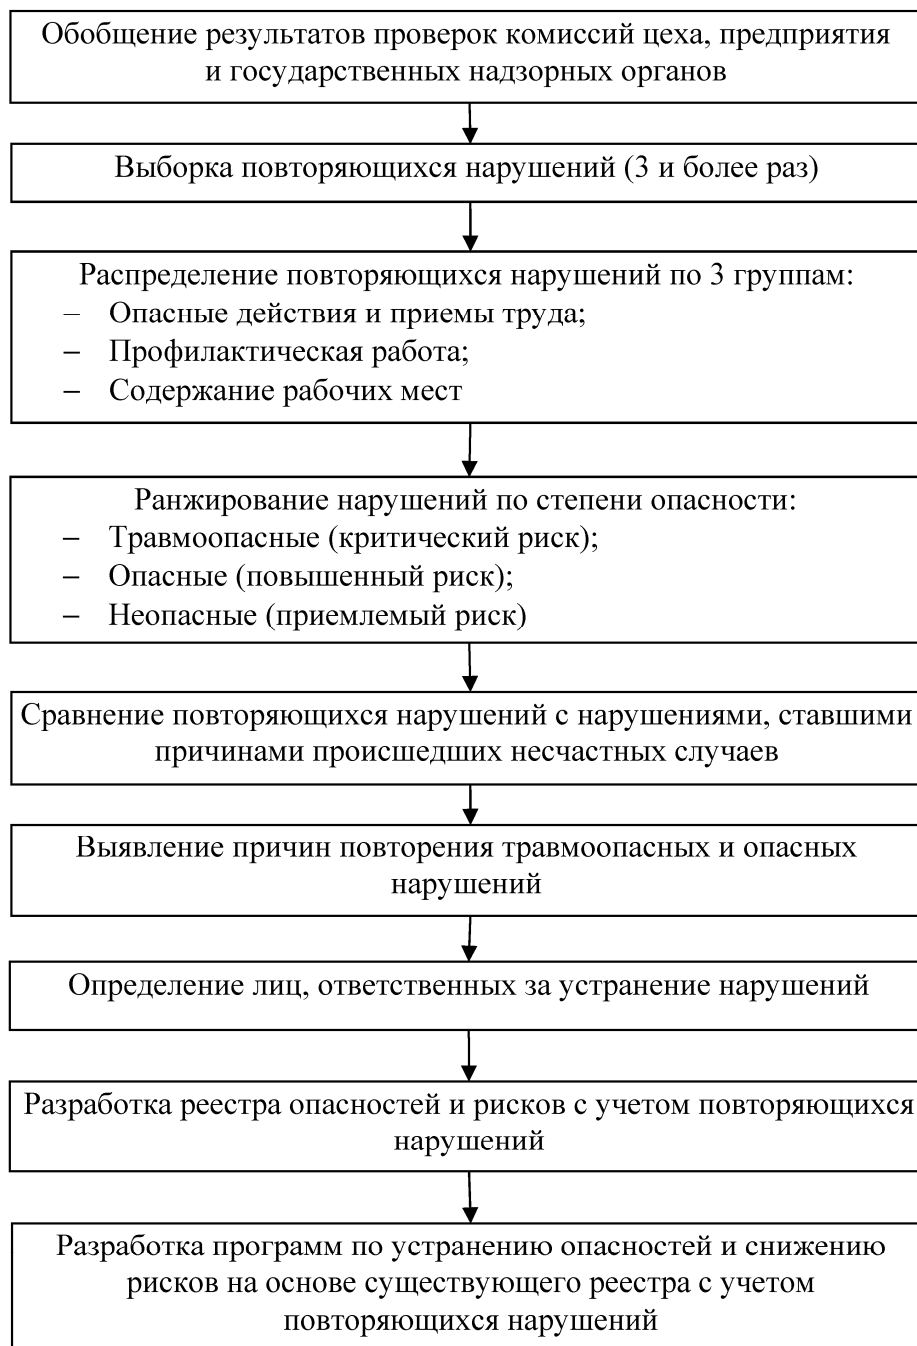 Обобщение результатов проверок комиссий цеха, предприятия
и государственных надзорных органов
Выборка повторяющихся нарушений (3 и более раз)
Распределение повторяющихся нарушений по 3 группам:
– Опасные действия и приемы труда;
– Профилактическая работа;
– Содержание рабочих мест
Ранжирование нарушений по степени опасности:
– Травмоопасные (критический риск);
– Опасные (повышенный риск);
– Неопасные (приемлемый риск)
Сравнение повторяющихся нарушений с нарушениями, ставшими
причинами происшедших несчастных случаев
Выявление причин повторения травмоопасных и опасных
нарушений
Определение лиц, ответственных за устранение нарушений
Разработка реестра опасностей и рисков с учетом повторяющихся
нарушений
Разработка программ по устранению опасностей и снижению
рисков на основе существующего реестра с учетом
повторяющихся нарушений